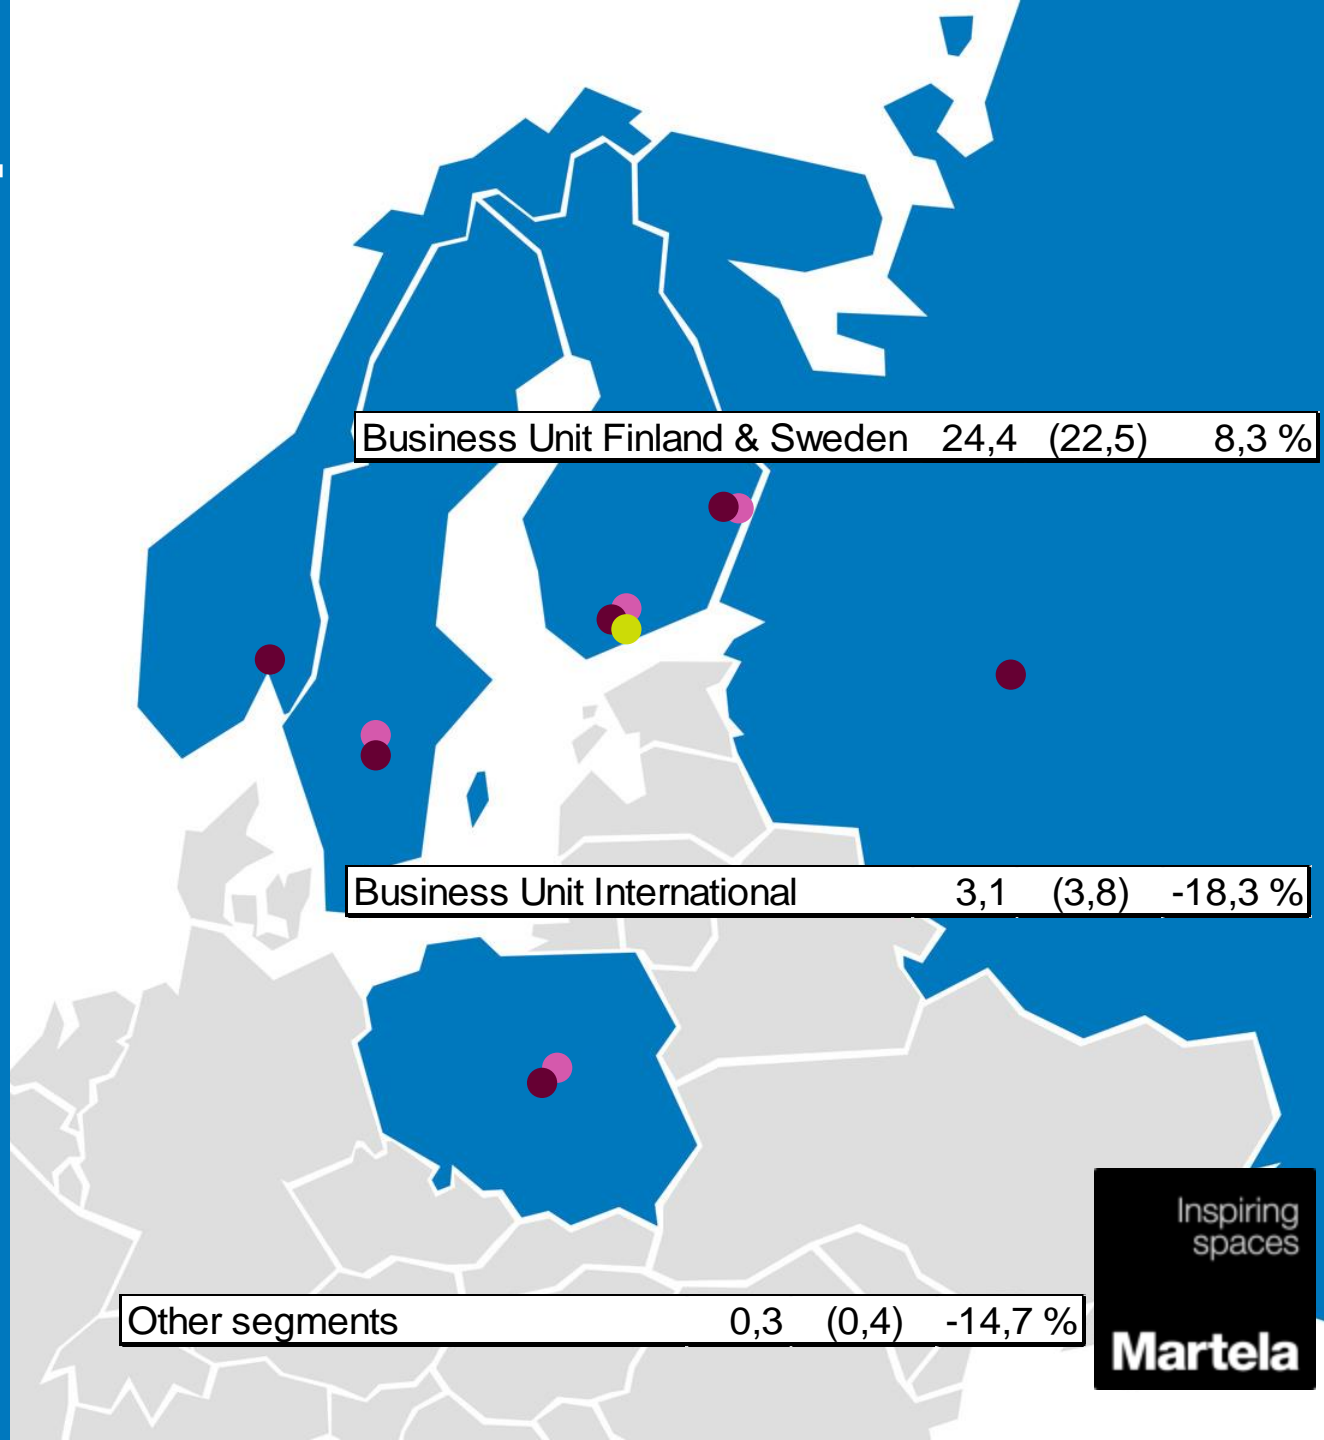 Business Unit Finland & Sweden 24,4 (22,5) 8,3 %
Business Unit International 3,1 (3,8) -18,3 %
Inspiring
spaces
Other segments 0,3 (0,4) -14,7 %
Martela